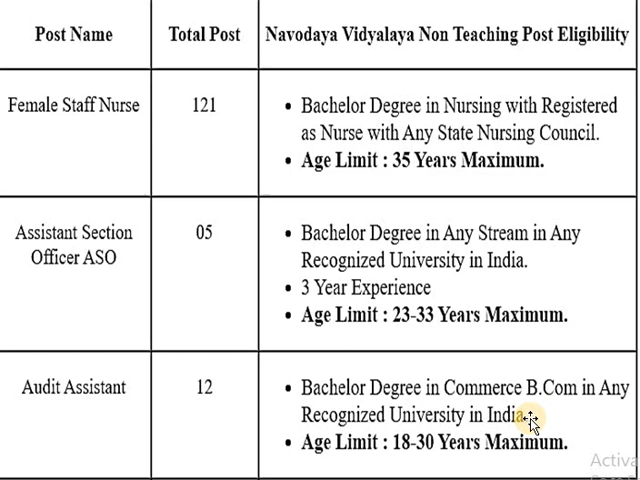 Post Name Total Post Navodaya Vidyalaya Non Teaching Post Eligibility
Female Staff Nurse 121 • Bachelor Degree in Nursing with Registered
as Nurse with Any State Nursing Council.
• Age Limit : 35 Years Maximum.
Assistant Section 05 • Bachelor Degree in Any Stream in Any
Officer ASO Recognized University in India.
• 3 Year Experience
• Age Limit : 23-33 Years Maximum.
Audit Assistant 12 • Bachelor Degree in Commerce B.Com in Any
Recognized University in India
• Age Limit : 18-30 Years Maximum.
Activa